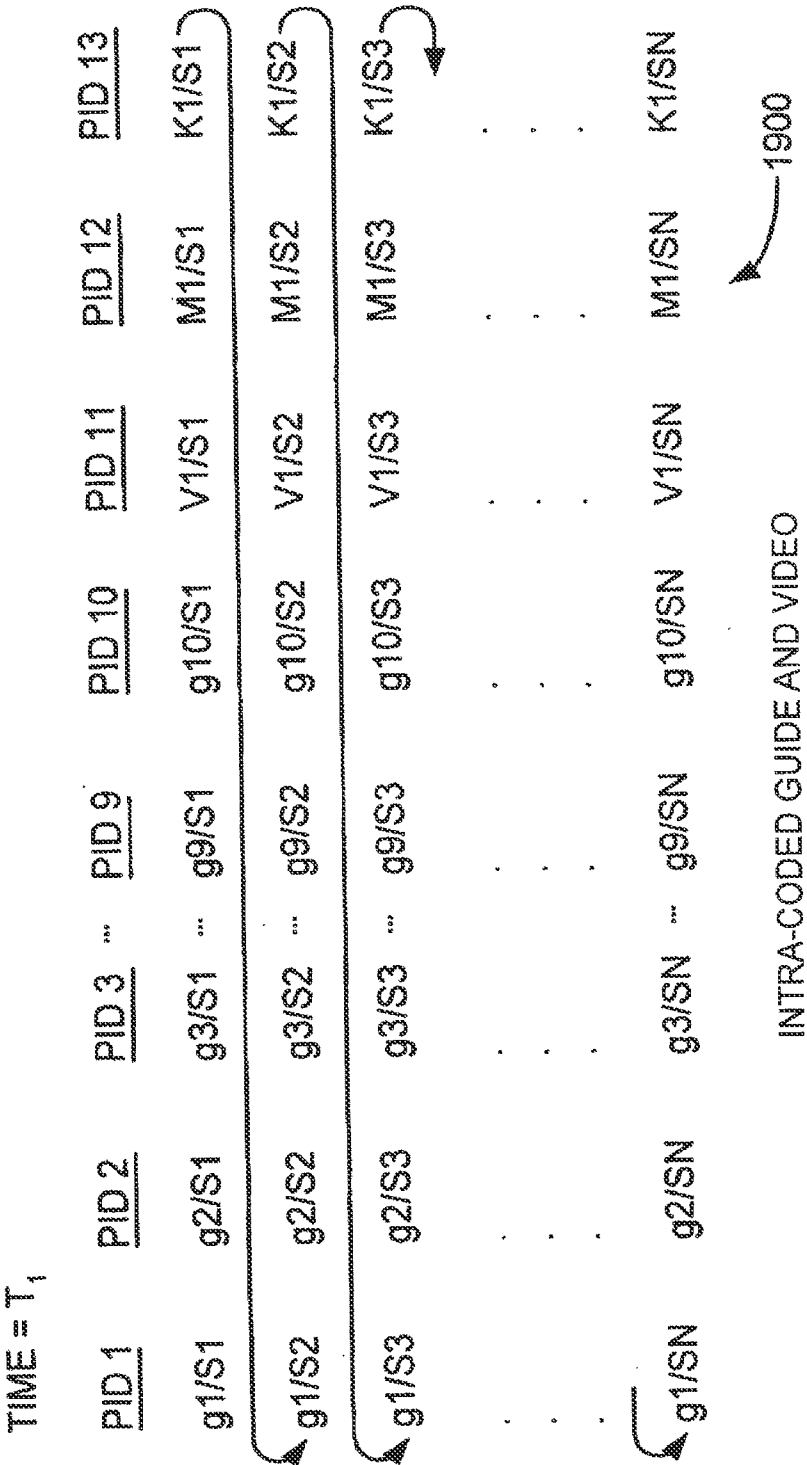 TIME = T1
PID 1 PID 2 PID 3 ... PID 9 PID 10 PID 11 PID 12 PID 13
g1/S1 g2/S1 g3/S1 ... g9/S1 g10/S1 V1/S1 M1/S1 K1/S1
g1/S2 g2/S2 g3/S2 ... g9/S2 g10/S2 V1/S2 M1/S2 K1/S2
g1/S3 g2/S3 g3/S3 ... g9/S3 g10/S3 V1/S3 M1/S3 K1/S3
. . . . . . . .
. . . . . . . .
. . . . . . . .
g1/SN g2/SN g3/SN ... g9/SN g10/SN V1/SN M1/SN K1/SN
1900
INTRA-CODED GUIDE AND VIDEO